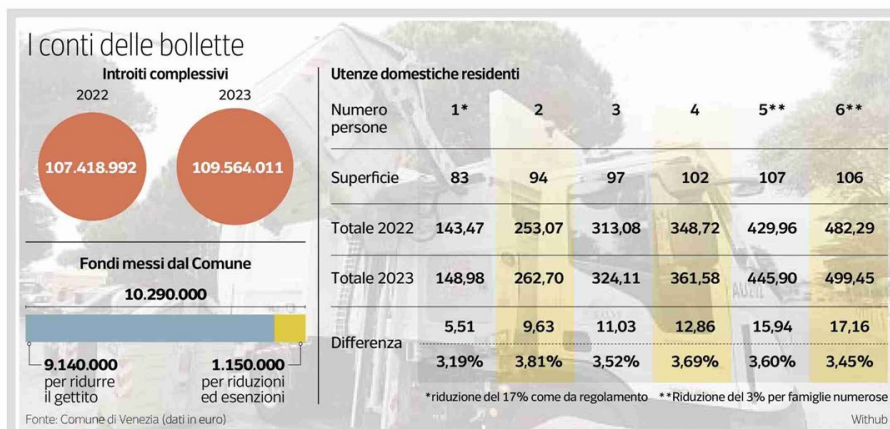 I conti delle bollette
Introiti complessivi
2022 2023
107.418.992 109.564.011
Fondi messi dal Comune
10.290.000
9.140.000 1.150.000
per ridurre per riduzioni
il gettito ed esenzioni
Utenze domestiche residenti
Numero persone 1* 2 3 4 5** 6**
Superficie 83 94 97 102 107 106
Totale 2022 143,47 253,07 313,08 348,72 429,96 482,29
Totale 2023 148,98 262,70 324,11 361,58 445,90 499,45
Differenza 5,51 9,63 11,03 12,86 15,94 17,16
3,19% 3,81% 3,52% 3,69% 3,60% 3,45%
*riduzione del 17% come da regolamento **Riduzione del 3% per famiglie numerose
Fonte: Comune di Venezia (dati in euro) Withub